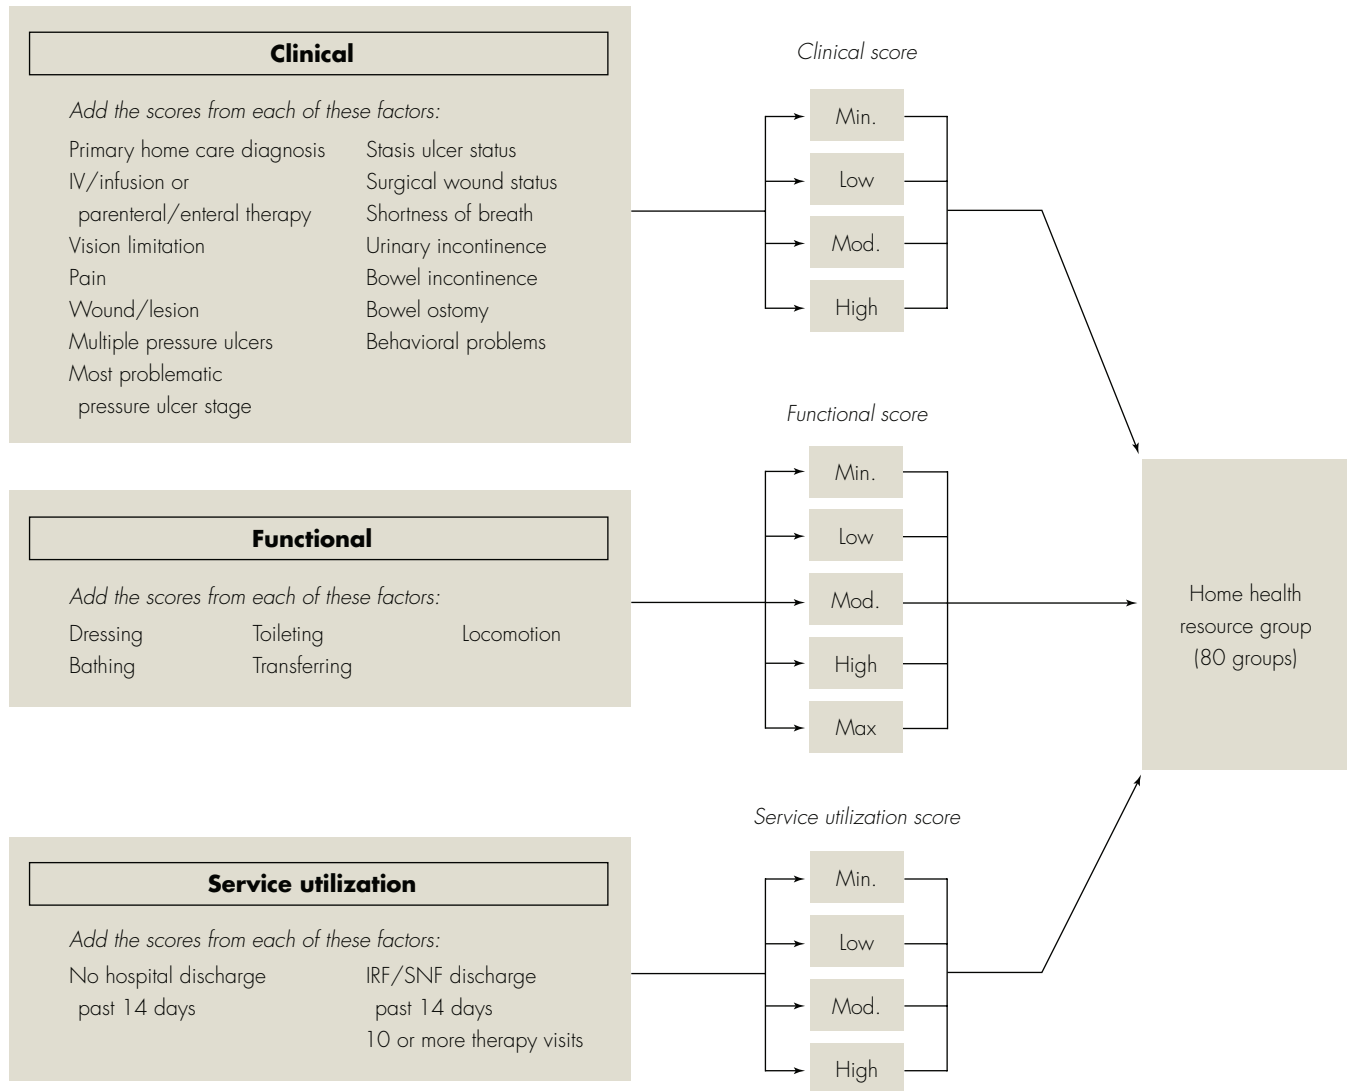 Clinical
Add the scores from each of these factors:
Primary home care diagnosis
IV/infusion or
parenteral/enteral therapy
Vision limitation
Pain
Wound/lesion
Multiple pressure ulcers
Most problematic
pressure ulcer stage
Stasis ulcer status
Surgical wound status
Shortness of breath
Urinary incontinence
Bowel incontinence
Bowel ostomy
Behavioral problems
Clinical score
Min.
Low
Mod.
High
Functional
Add the scores from each of these factors:
Dressing
Bathing
Toileting
Transferring
Locomotion
Functional score
Min.
Low
Mod.
High
Max
Service utilization
Add the scores from each of these factors:
No hospital discharge
past 14 days
IRF/SNF discharge
past 14 days
10 or more therapy visits
Service utilization score
Min.
Low
Mod.
High
Home health
resource group
(80 groups)